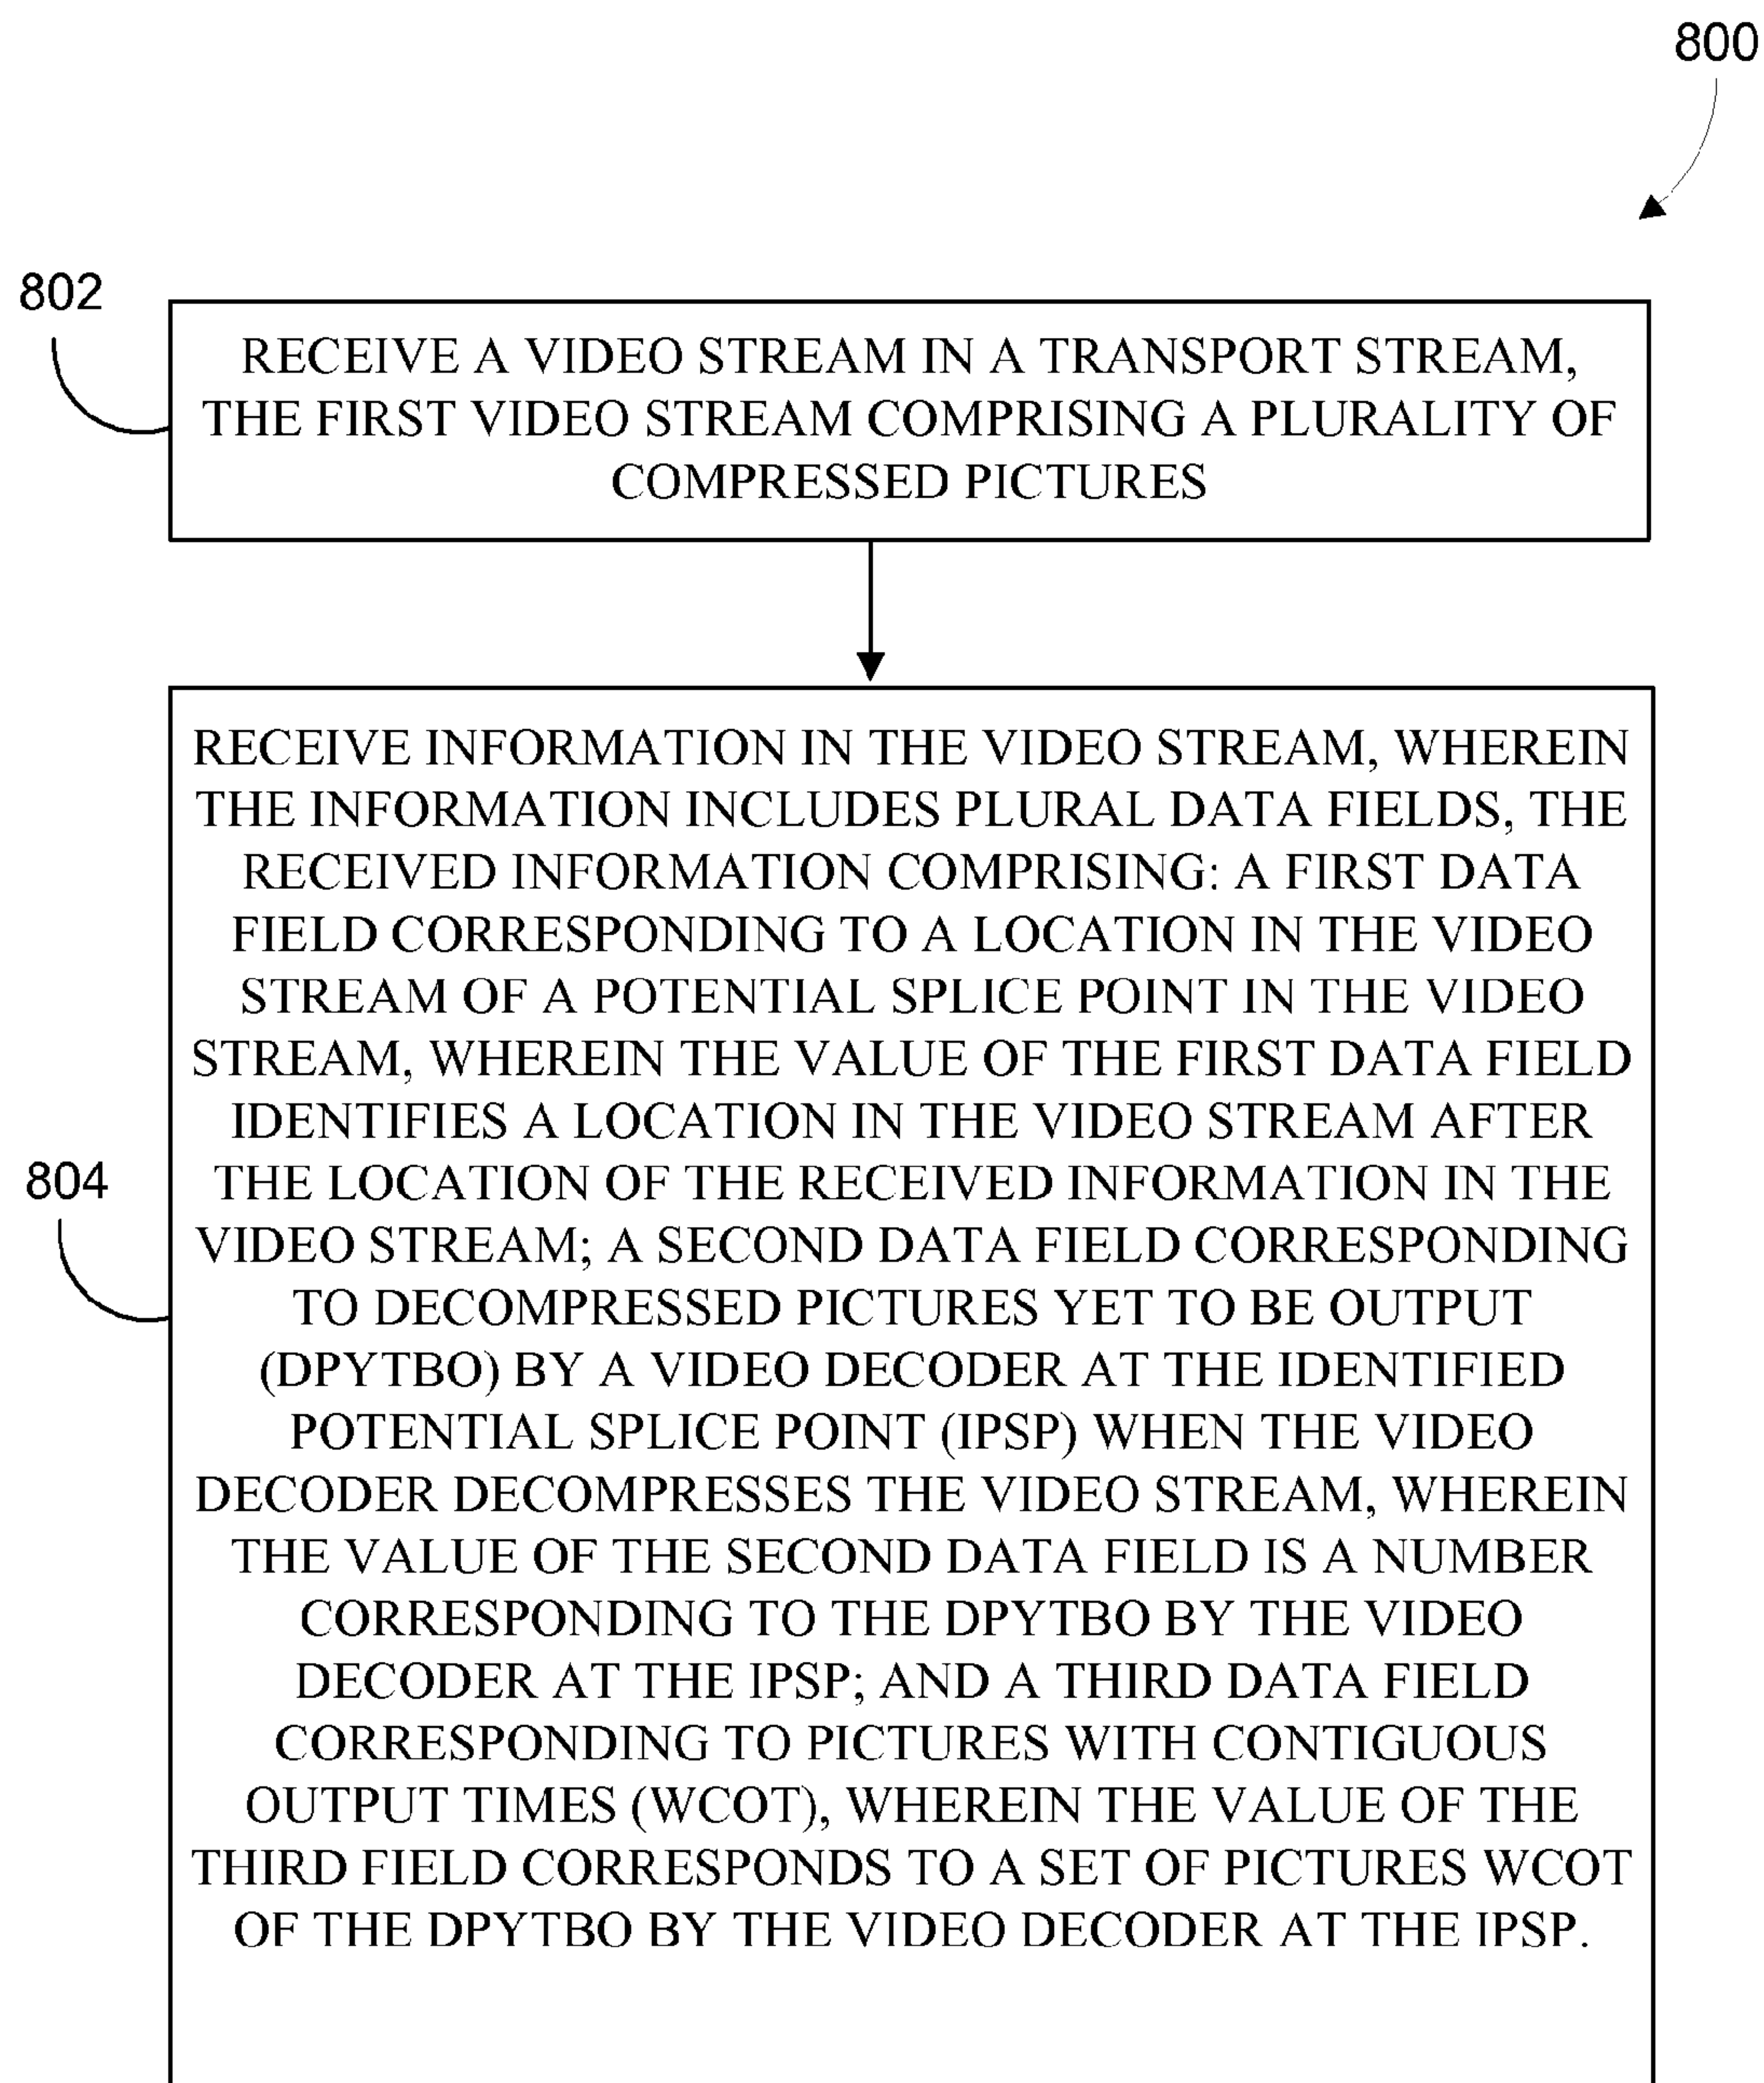 800
802
RECEIVE A VIDEO STREAM IN A TRANSPORT STREAM,
THE FIRST VIDEO STREAM COMPRISING A PLURALITY OF
COMPRESSED PICTURES
804
RECEIVE INFORMATION IN THE VIDEO STREAM, WHEREIN
THE INFORMATION INCLUDES PLURAL DATA FIELDS, THE
RECEIVED INFORMATION COMPRISING: A FIRST DATA
FIELD CORRESPONDING TO A LOCATION IN THE VIDEO
STREAM OF A POTENTIAL SPLICE POINT IN THE VIDEO
STREAM, WHEREIN THE VALUE OF THE FIRST DATA FIELD
IDENTIFIES A LOCATION IN THE VIDEO STREAM AFTER
THE LOCATION OF THE RECEIVED INFORMATION IN THE
VIDEO STREAM; A SECOND DATA FIELD CORRESPONDING
TO DECOMPRESSED PICTURES YET TO BE OUTPUT
(DPYTBO) BY A VIDEO DECODER AT THE IDENTIFIED
POTENTIAL SPLICE POINT (IPSP) WHEN THE VIDEO
DECODER DECOMPRESSES THE VIDEO STREAM, WHEREIN
THE VALUE OF THE SECOND DATA FIELD IS A NUMBER
CORRESPONDING TO THE DPYTBO BY THE VIDEO
DECODER AT THE IPSP; AND A THIRD DATA FIELD
CORRESPONDING TO PICTURES WITH CONTIGUOUS
OUTPUT TIMES (WCOT), WHEREIN THE VALUE OF THE
THIRD FIELD CORRESPONDS TO A SET OF PICTURES WCOT
OF THE DPYTBO BY THE VIDEO DECODER AT THE IPSP.